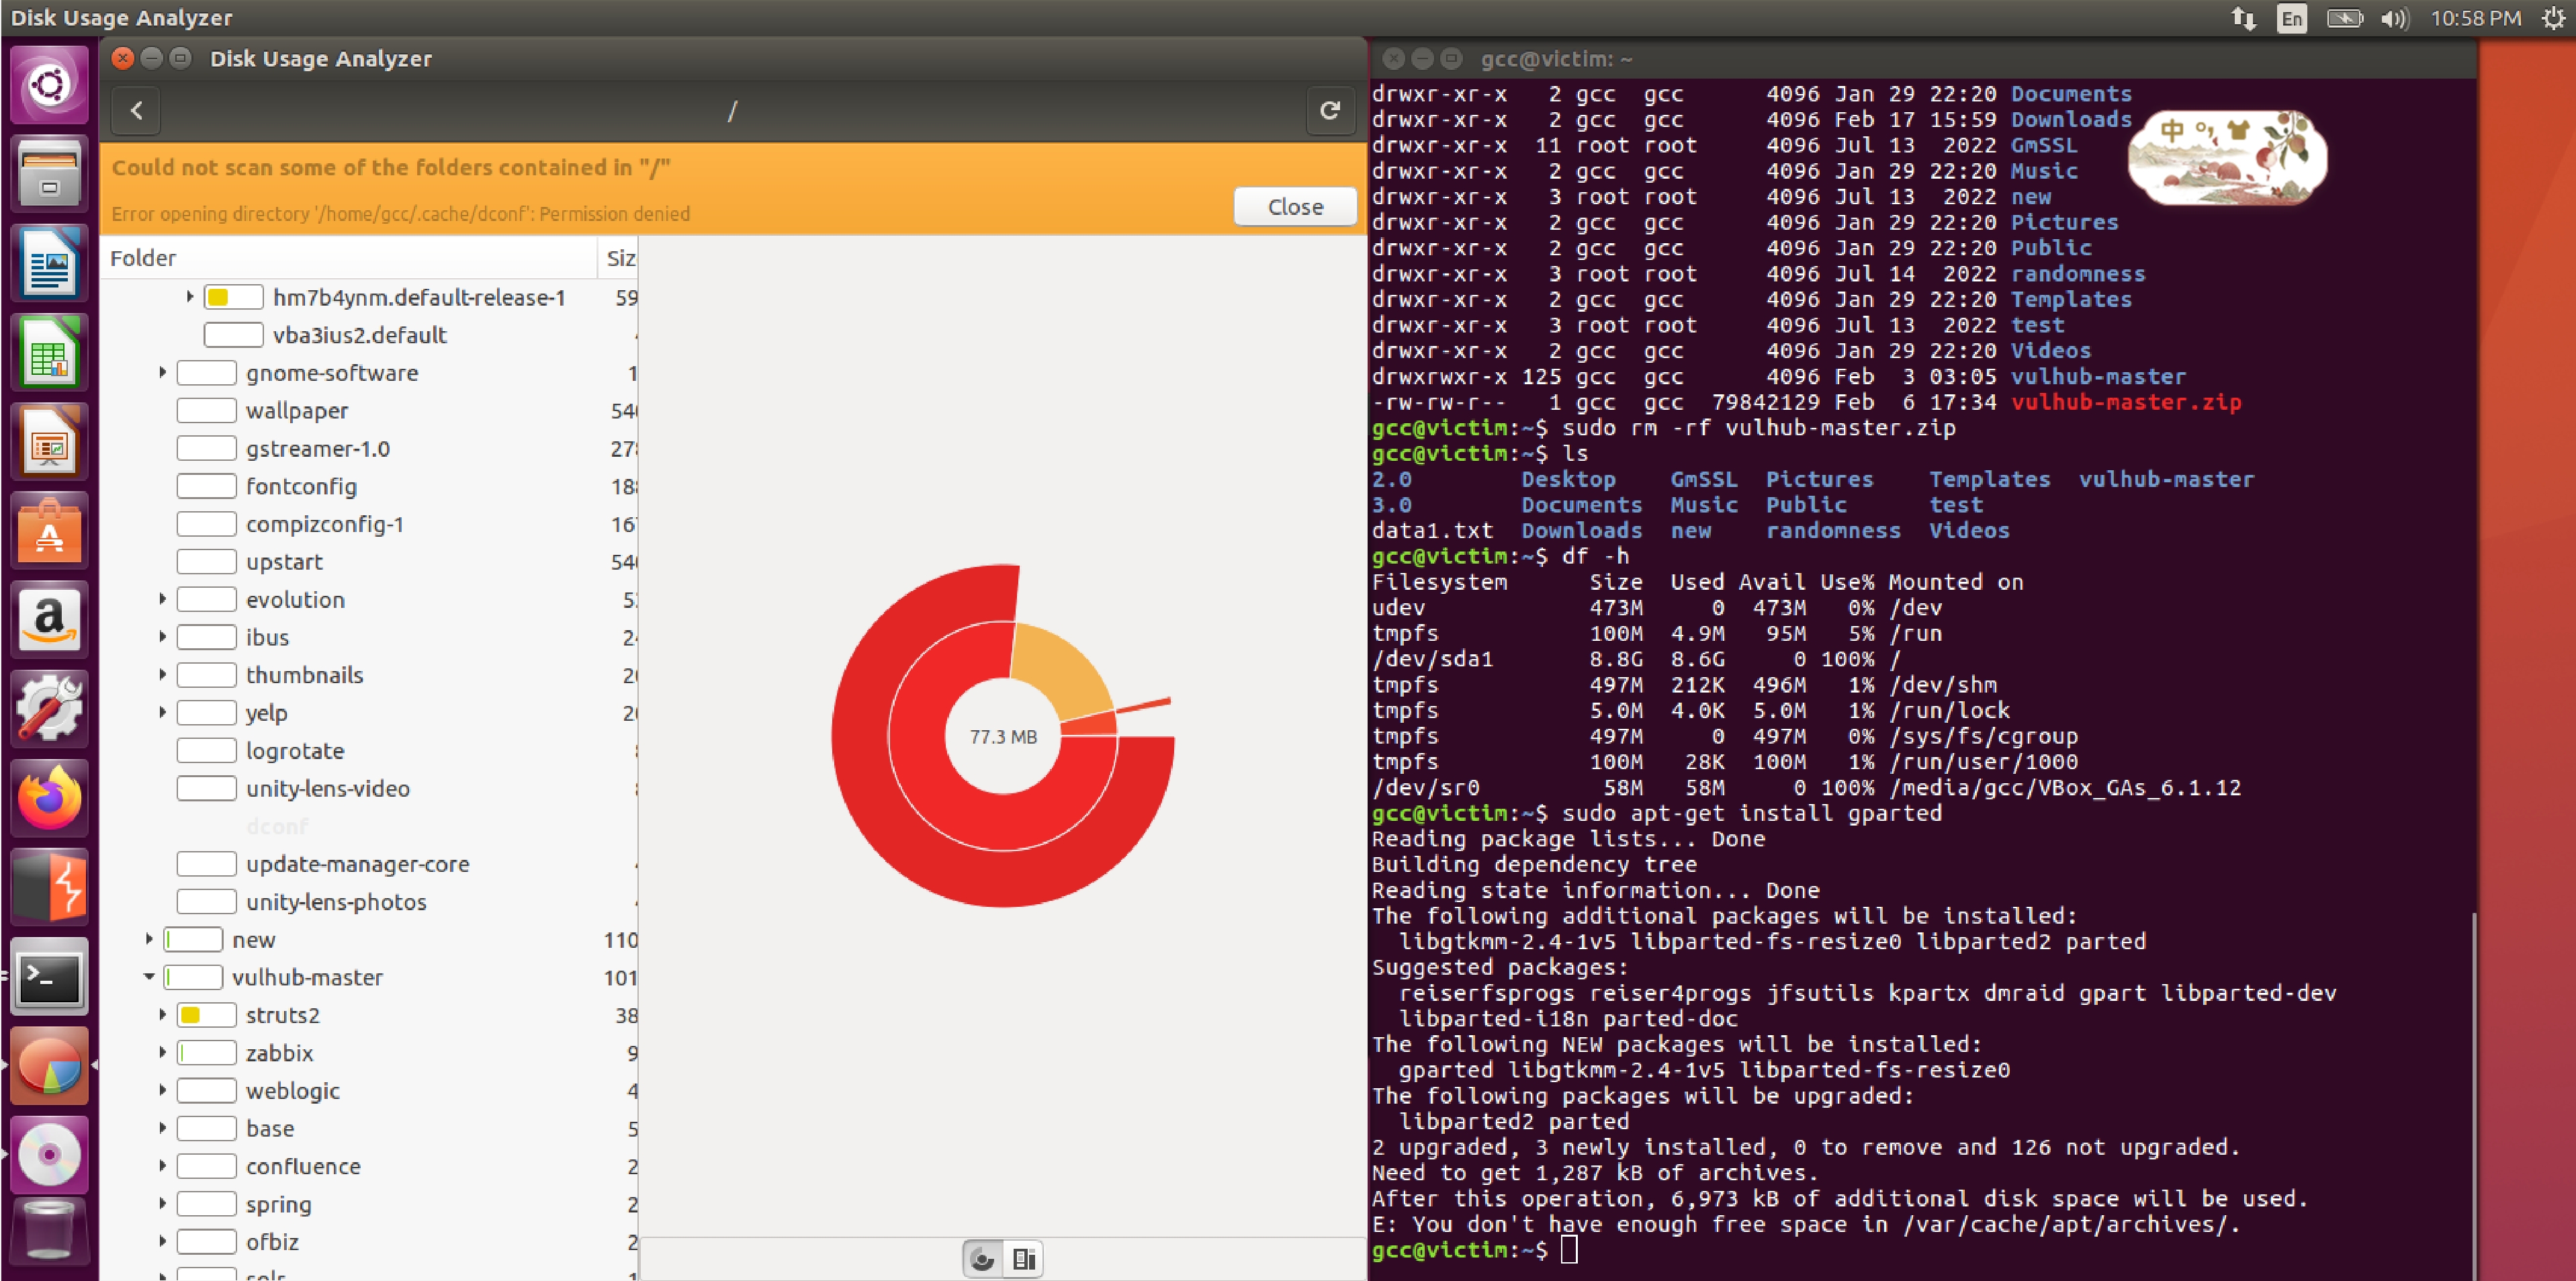 Disk Usage Analyzer
En
10:58 PM
Disk Usage Analyzer
/
Could not scan some of the folders contained in "/"
Error opening directory '/home/gcc/.cache/dconf': Permission denied
Close
Folder Siz
hm7b4ynm.default-release-1 59
vba3ius2.default
gnome-software 1
wallpaper 540
gstreamer-1.0 278
fontconfig 188
compizconfig-1 167
upstart 540
evolution 52
ibus 24
thumbnails 20
yelp 20
logrotate
unity-lens-video
dconf
update-manager-core
unity-lens-photos
new 110
vulhub-master 101
struts2 38
zabbix 9
weblogic 4
base 5
confluence 2
spring 2
ofbiz 2
solr 1
77.3 MB
gcc@victim: ~
drwxr-xr-x   2 gcc  gcc      4096 Jan 29 22:20 Documents
drwxr-xr-x   2 gcc  gcc      4096 Feb 17 15:59 Downloads
drwxr-xr-x  11 root root     4096 Jul 13  2022 GmSSL
drwxr-xr-x   2 gcc  gcc      4096 Jan 29 22:20 Music
drwxr-xr-x   3 root root     4096 Jul 13  2022 new
drwxr-xr-x   2 gcc  gcc      4096 Jan 29 22:20 Pictures
drwxr-xr-x   2 gcc  gcc      4096 Jan 29 22:20 Public
drwxr-xr-x   3 root root     4096 Jul 14  2022 randomness
drwxr-xr-x   2 gcc  gcc      4096 Jan 29 22:20 Templates
drwxr-xr-x   3 root root     4096 Jul 13  2022 test
drwxr-xr-x   2 gcc  gcc      4096 Jan 29 22:20 Videos
drwxrwxr-x 125 gcc  gcc      4096 Feb  3 03:05 vulhub-master
-rw-rw-r--   1 gcc  gcc  79842129 Feb  6 17:34 vulhub-master.zip
gcc@victim:~$ sudo rm -rf vulhub-master.zip
gcc@victim:~$ ls
2.0        Desktop    GmSSL  Pictures    Templates  vulhub-master
3.0        Documents  Music  Public      test
data1.txt  Downloads  new    randomness  Videos
gcc@victim:~$ df -h
Filesystem      Size  Used Avail Use% Mounted on
udev            473M     0  473M   0% /dev
tmpfs           100M  4.9M   95M   5% /run
/dev/sda1       8.8G  8.6G     0 100% /
tmpfs           497M  212K  496M   1% /dev/shm
tmpfs           5.0M  4.0K  5.0M   1% /run/lock
tmpfs           497M     0  497M   0% /sys/fs/cgroup
tmpfs           100M   28K  100M   1% /run/user/1000
/dev/sr0         58M   58M     0 100% /media/gcc/VBox_GAs_6.1.12
gcc@victim:~$ sudo apt-get install gparted
Reading package lists... Done
Building dependency tree
Reading state information... Done
The following additional packages will be installed:
  libgtkmm-2.4-1v5 libparted-fs-resize0 libparted2 parted
Suggested packages:
  reiserfsprogs reiser4progs jfsutils kpartx dmraid gpart libparted-dev
  libparted-i18n parted-doc
The following NEW packages will be installed:
  gparted libgtkmm-2.4-1v5 libparted-fs-resize0
The following packages will be upgraded:
  libparted2 parted
2 upgraded, 3 newly installed, 0 to remove and 126 not upgraded.
Need to get 1,287 kB of archives.
After this operation, 6,973 kB of additional disk space will be used.
E: You don't have enough free space in /var/cache/apt/archives/.
gcc@victim:~$
中